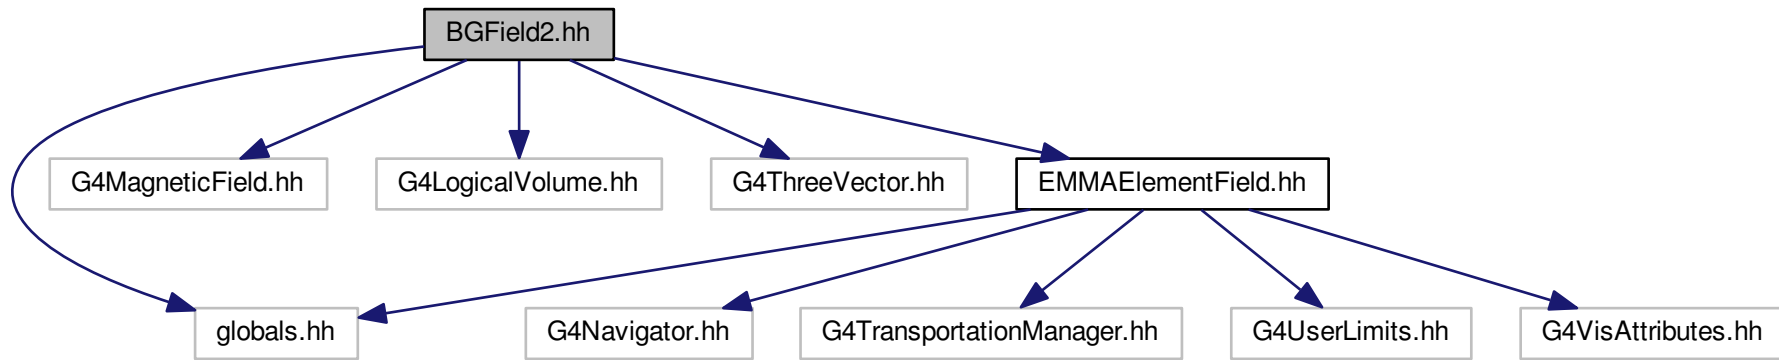 BGField2.hh
G4MagneticField.hh
G4LogicalVolume.hh
G4ThreeVector.hh
EMMAElementField.hh
globals.hh
G4Navigator.hh
G4TransportationManager.hh
G4UserLimits.hh
G4VisAttributes.hh